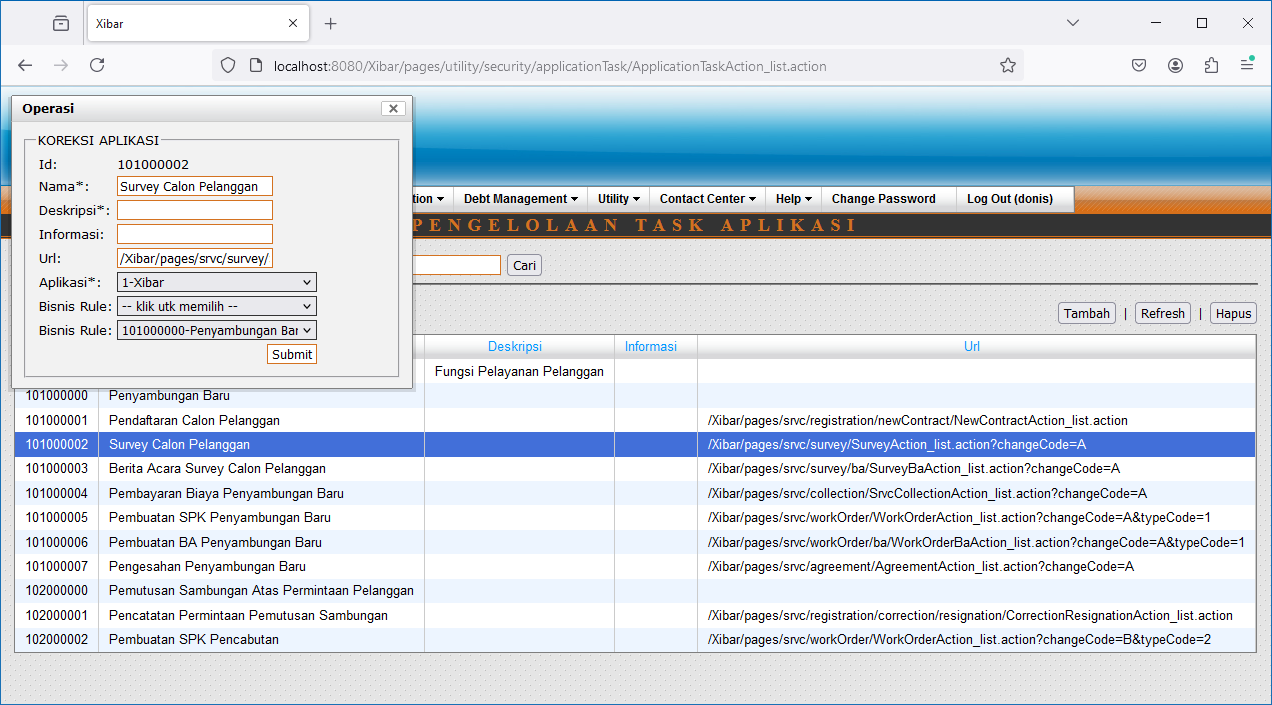 Xibar
localhost:8080/Xibar/pages/utility/security/applicationTask/ApplicationTaskAction_list.action
Operasi
KOREKSI APLIKASI
Id: 101000002
Nama*: Survey Calon Pelanggan
Deskripsi*:
Informasi:
Url: /Xibar/pages/srvc/survey/
Aplikasi*: 1-Xibar
Bisnis Rule: -- klik utk memilih --
Bisnis Rule: 101000000-Penyambungan Bar
Submit
tion Debt Management Utility Contact Center Help Change Password Log Out (donis)
PENGELOLAAN TASK APLIKASI
Cari
Tambah | Refresh | Hapus
Deskripsi Informasi Url
Fungsi Pelayanan Pelanggan
101000000 Penyambungan Baru
101000001 Pendaftaran Calon Pelanggan /Xibar/pages/srvc/registration/newContract/NewContractAction_list.action
101000002 Survey Calon Pelanggan /Xibar/pages/srvc/survey/SurveyAction_list.action?changeCode=A
101000003 Berita Acara Survey Calon Pelanggan /Xibar/pages/srvc/survey/ba/SurveyBaAction_list.action?changeCode=A
101000004 Pembayaran Biaya Penyambungan Baru /Xibar/pages/srvc/collection/SrvcCollectionAction_list.action?changeCode=A
101000005 Pembuatan SPK Penyambungan Baru /Xibar/pages/srvc/workOrder/WorkOrderAction_list.action?changeCode=A&typeCode=1
101000006 Pembuatan BA Penyambungan Baru /Xibar/pages/srvc/workOrder/ba/WorkOrderBaAction_list.action?changeCode=A&typeCode=1
101000007 Pengesahan Penyambungan Baru /Xibar/pages/srvc/agreement/AgreementAction_list.action?changeCode=A
102000000 Pemutusan Sambungan Atas Permintaan Pelanggan
102000001 Pencatatan Permintaan Pemutusan Sambungan /Xibar/pages/srvc/registration/correction/resignation/CorrectionResignationAction_list.action
102000002 Pembuatan SPK Pencabutan /Xibar/pages/srvc/workOrder/WorkOrderAction_list.action?changeCode=B&typeCode=2